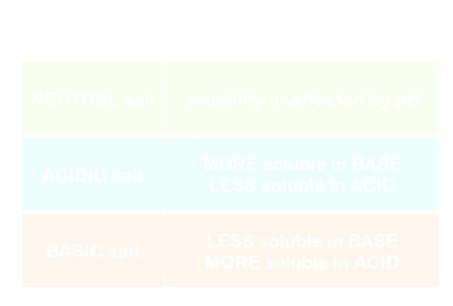 NEUTRAL salt
solubility unaffected by pH
ACIDIC salt
MORE soluble in BASE
LESS soluble in ACID
BASIC salt
LESS soluble in BASE
MORE soluble in ACID